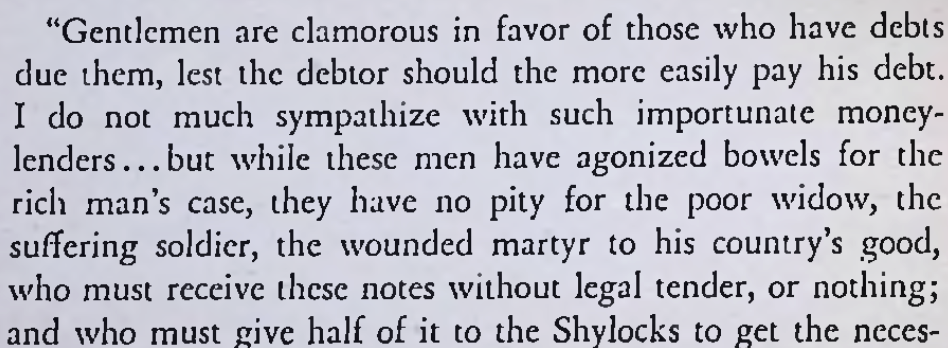 “Gentlemen are clamorous in favor of those who have debts
due them, lest the debtor should the more easily pay his debt.
I do not much sympathize with such importunate money-
lenders...but while these men have agonized bowels for the
rich man's case, they have no pity for the poor widow, the
suffering soldier, the wounded martyr to his country's good,
who must receive these notes without legal tender, or nothing;
and who must give half of it to the Shylocks to get the neces-